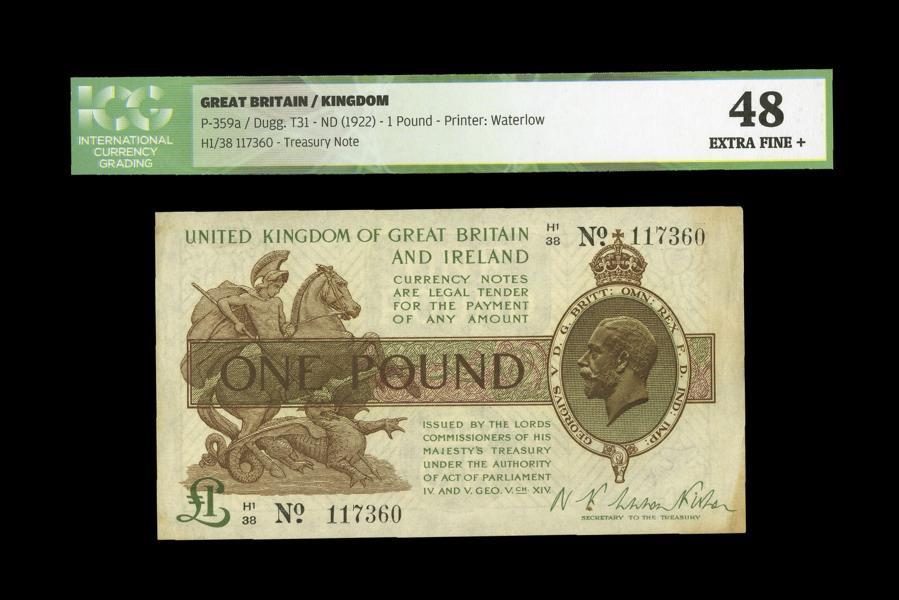 ICG
INTERNATIONAL
CURRENCY
GRADING
GREAT BRITAIN / KINGDOM
P-359a / Dugg. T31 - ND (1922) - 1 Pound - Printer: Waterlow
H1/38 117360 - Treasury Note
48
EXTRA FINE +
UNITED KINGDOM OF GREAT BRITAIN
AND IRELAND
H1
38 Nº 117360
CURRENCY NOTES
ARE LEGAL TENDER
FOR THE PAYMENT
OF ANY AMOUNT
GEORGIVS V D. G. BRITT: OMN: REX F. D. IND: IMP:
ONE POUND
ISSUED BY THE LORDS
COMMISSIONERS OF HIS
MAJESTY'S TREASURY
UNDER THE AUTHORITY
OF ACT OF PARLIAMENT
IV AND V. GEO. V. CH. XIV.
£1
H1
38 Nº 117360
SECRETARY TO THE TREASURY